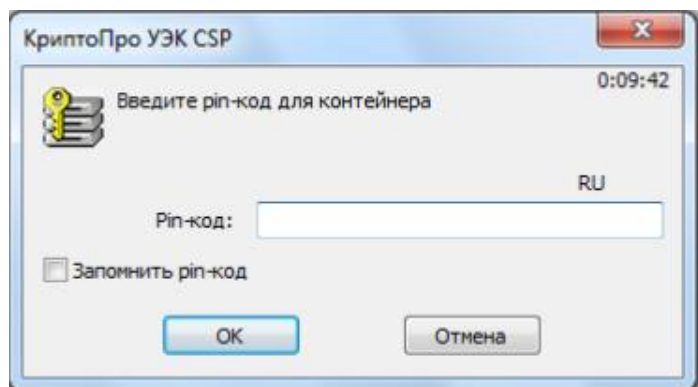 КриптоПро УЭК CSP
0:09:42
Введите pin-код для контейнера
RU
Pin-код:
Запомнить pin-код
OK
Отмена